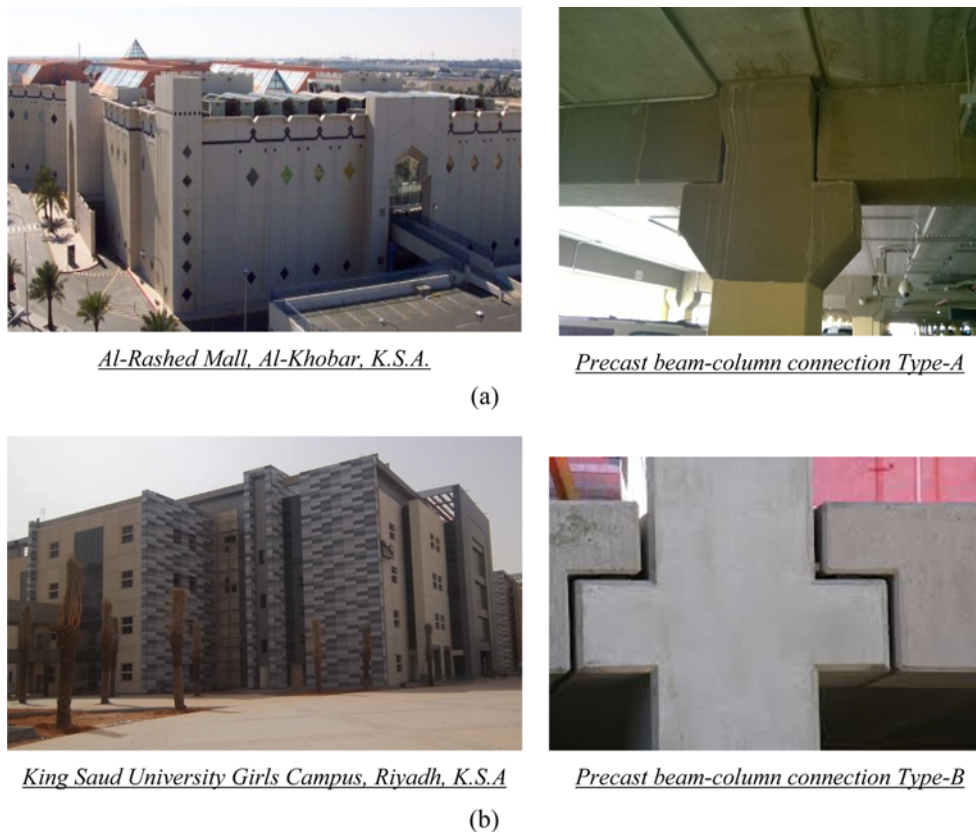 Al-Rashed Mall, Al-Khobar, K.S.A.
Precast beam-column connection Type-A
(a)
King Saud University Girls Campus, Riyadh, K.S.A
Precast beam-column connection Type-B
(b)